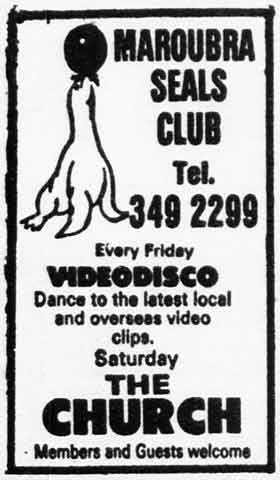 MAROUBRA
SEALS
CLUB
Tel.
349 2299
Every Friday
VIDEODISCO
Dance to the latest local
and overseas video
clips.
Saturday
THE
CHURCH
Members and Guests welcome